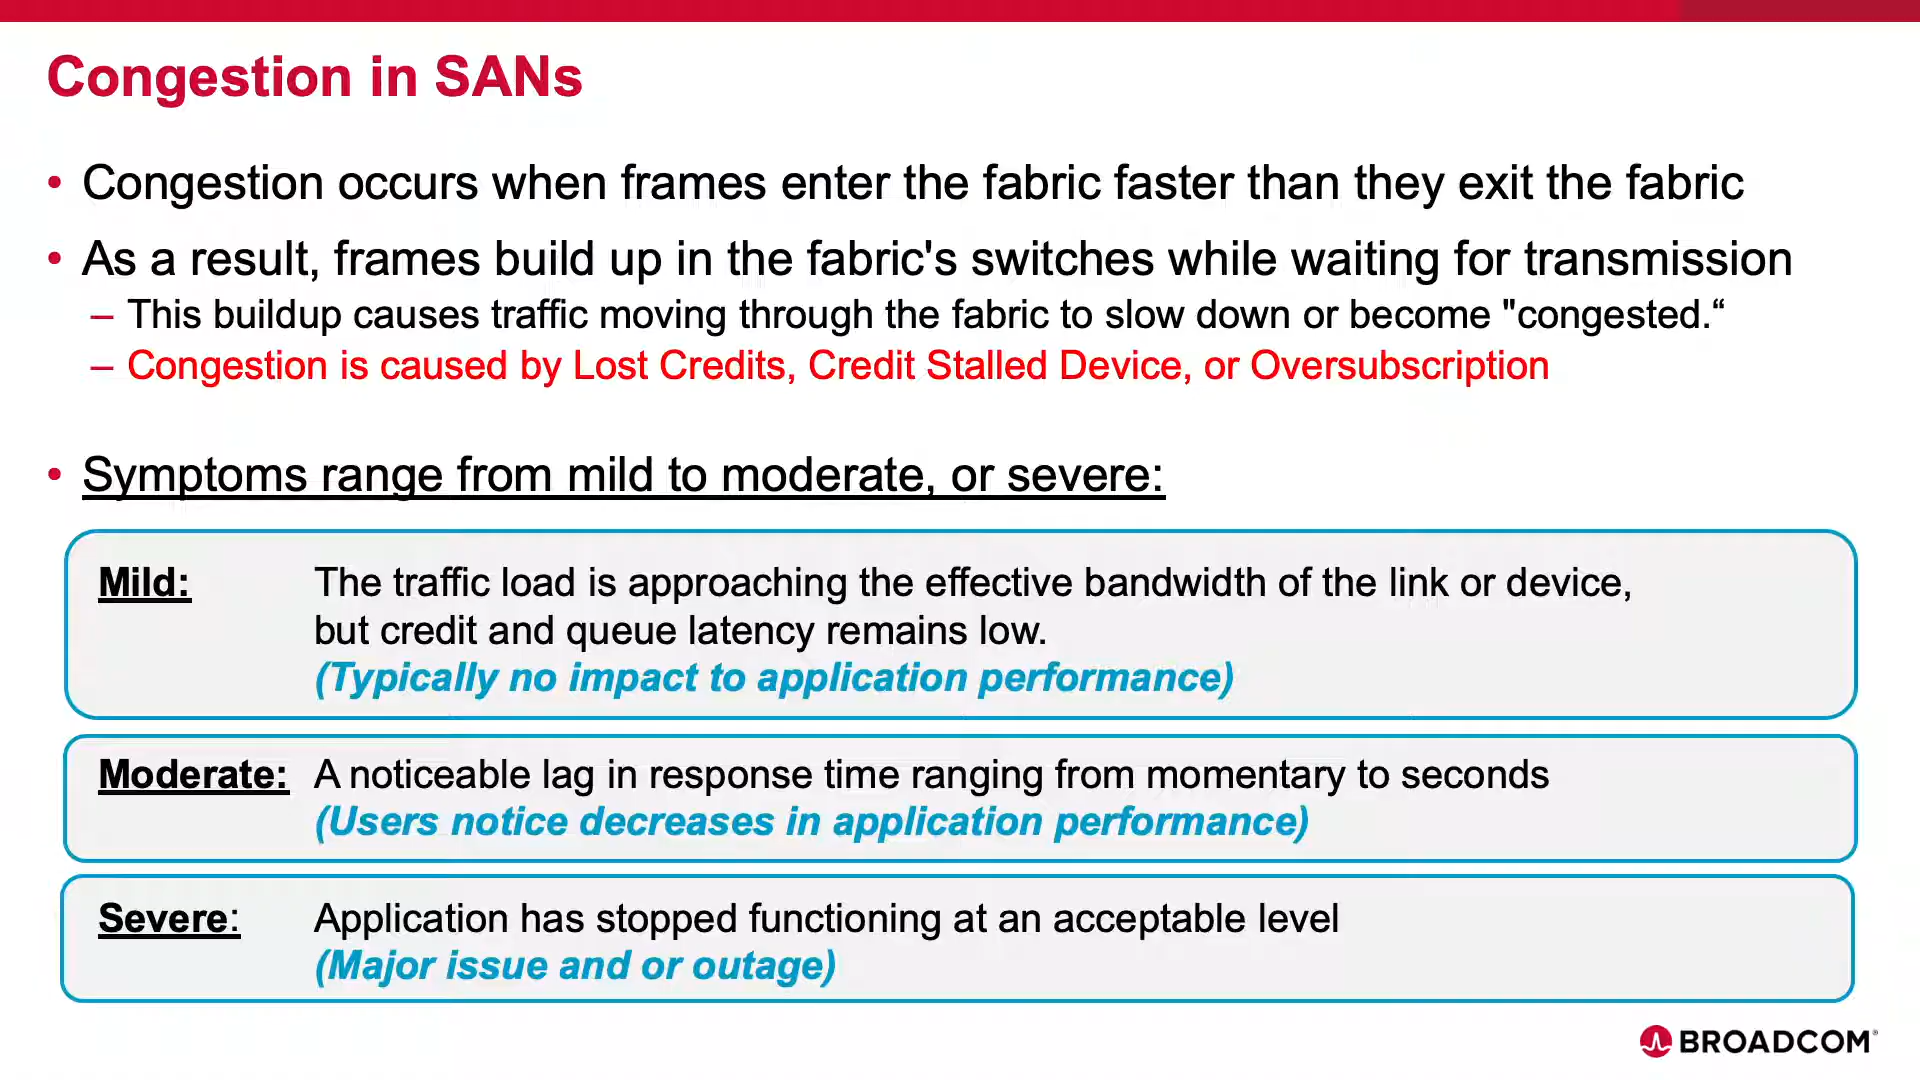 Congestion in SANs
• Congestion occurs when frames enter the fabric faster than they exit the fabric
• As a result, frames build up in the fabric's switches while waiting for transmission
– This buildup causes traffic moving through the fabric to slow down or become "congested.“
– Congestion is caused by Lost Credits, Credit Stalled Device, or Oversubscription
• Symptoms range from mild to moderate, or severe:
Mild: The traffic load is approaching the effective bandwidth of the link or device,
but credit and queue latency remains low.
(Typically no impact to application performance)
Moderate: A noticeable lag in response time ranging from momentary to seconds
(Users notice decreases in application performance)
Severe: Application has stopped functioning at an acceptable level
(Major issue and or outage)
BROADCOM®